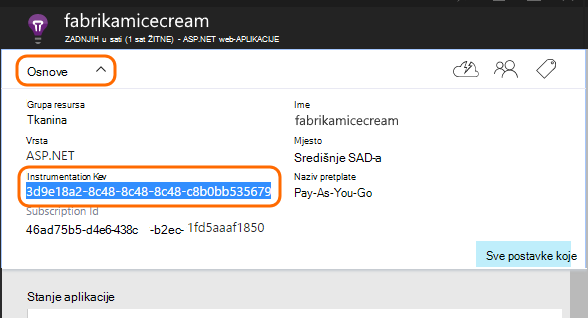 fabrikamicecream
ZADNJIH u sati (1 sat ŽITNE) - ASP.NET web-APLIKACIJE
Osnove
Grupa resursa
Tkanina
Ime
fabrikamicecream
Vrsta
ASP.NET
Mjesto
Središnje SAD-a
Instrumentation Kev
3d9e18a2-8c48-8c48-8c48-c8b0bb535679
Naziv pretplate
Pay-As-You-Go
Subscription Id
46ad75b5-d4e6-438c -b2ec- 1fd5aaaf1850
Sve postavke koje
Stanje aplikacije